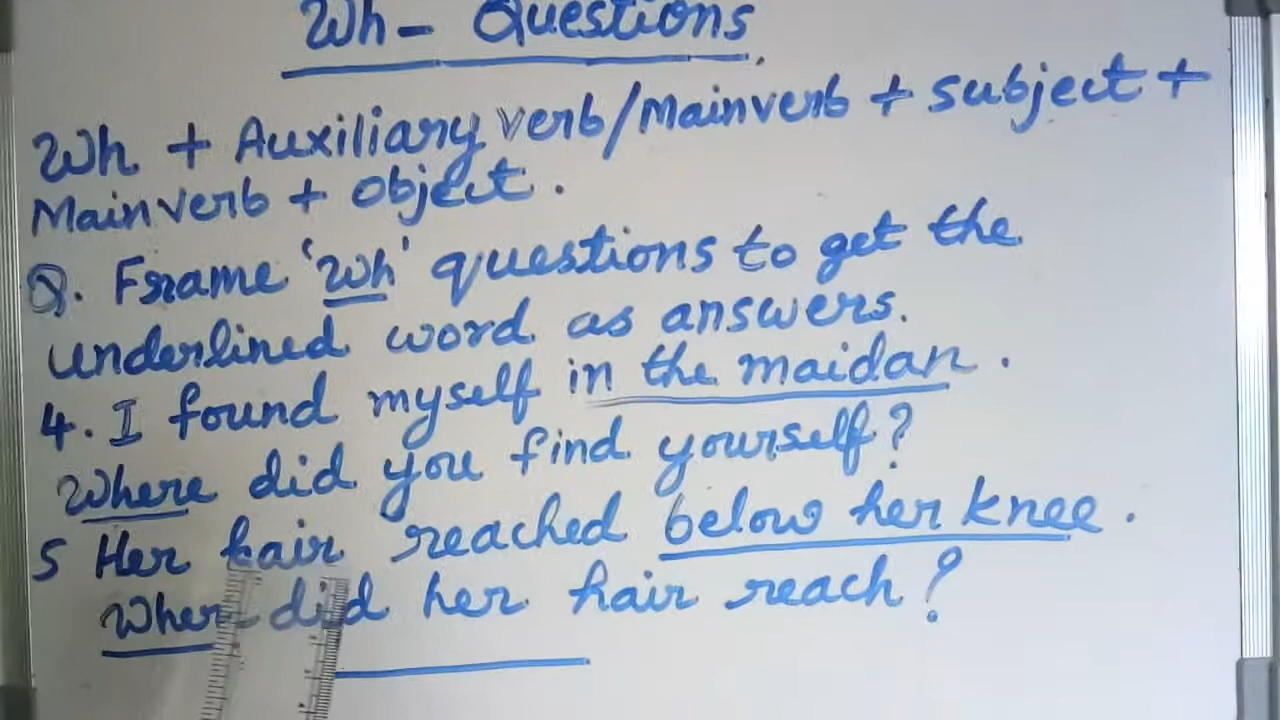 Wh - Questions
Wh + Auxiliary verb/Mainverb + subject +
Mainverb + object.
Q. Frame 'wh' questions to get the
underlined word as answers.
4. I found myself in the maidan.
Where did you find yourself?
5 Her hair reached below her knee.
Where did her hair reach?